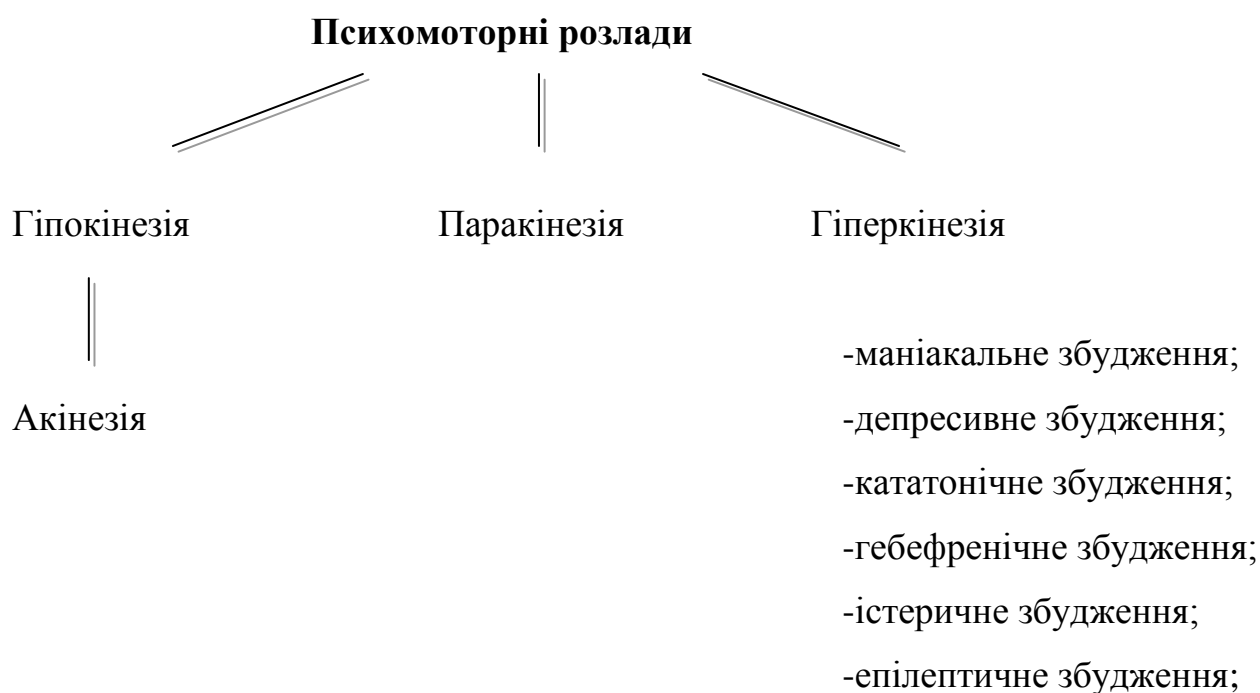 Психомоторні розлади
Гіпокінезія Паракінезія Гіперкінезія
-маніакальне збудження;
Акінезія -депресивне збудження;
-кататонічне збудження;
-гебефренічне збудження;
-істеричне збудження;
-епілептичне збудження;